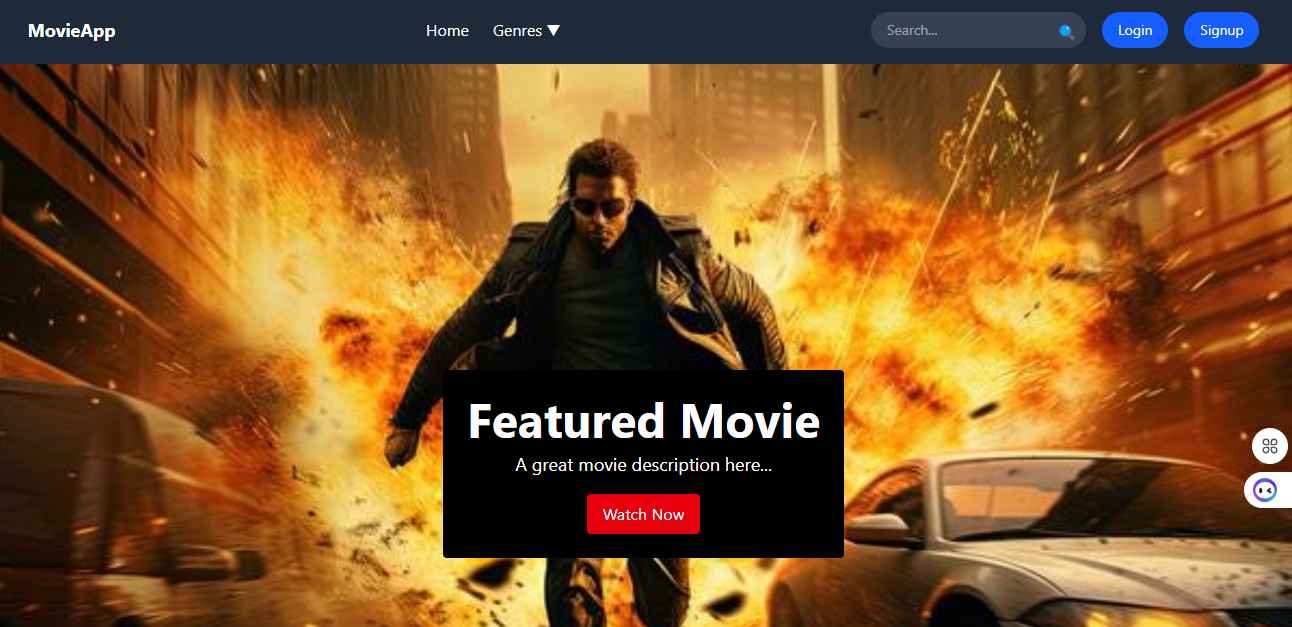 MovieApp
Home
Genres ▼
Search...
Login
Signup
Featured Movie
A great movie description here...
Watch Now